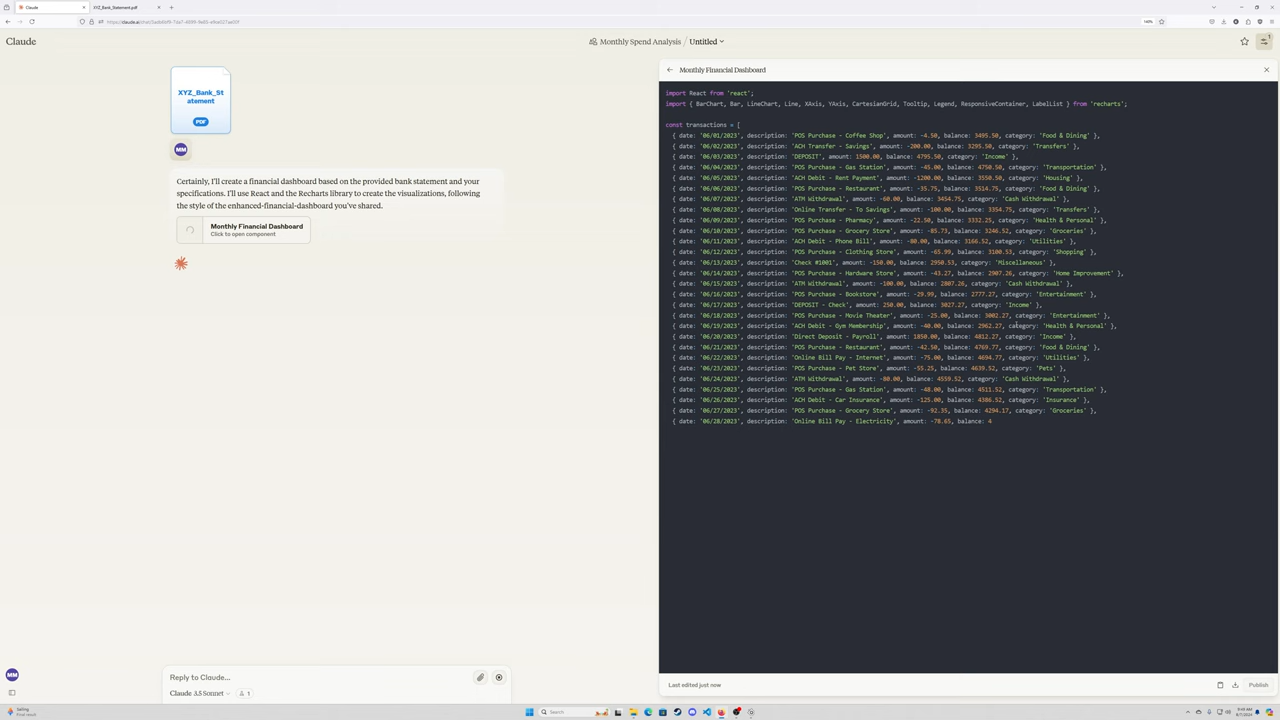 Claude
XYZ_Bank_Statement.pdf
140%
Claude
Monthly Spend Analysis / Untitled
1
XYZ_Bank_St
atement
PDF
MM
Certainly, I'll create a financial dashboard based on the provided bank statement and your
specifications. I'll use React and the Recharts library to create the visualizations, following
the style of the enhanced-financial-dashboard you've shared.
Monthly Financial Dashboard
Click to open component
MM
Reply to Claude...
Claude 3.5 Sonnet
1
Monthly Financial Dashboard
import React from 'react';
import { BarChart, Bar, LineChart, Line, XAxis, YAxis, CartesianGrid, Tooltip, Legend, ResponsiveContainer, LabelList } from 'recharts';
const transactions = [
{ date: '06/01/2023', description: 'POS Purchase - Coffee Shop', amount: -4.50, balance: 3495.50, category: 'Food & Dining' },
{ date: '06/02/2023', description: 'ACH Transfer - Savings', amount: -200.00, balance: 3295.50, category: 'Transfers' },
{ date: '06/03/2023', description: 'DEPOSIT', amount: 1500.00, balance: 4795.50, category: 'Income' },
{ date: '06/04/2023', description: 'POS Purchase - Gas Station', amount: -45.00, balance: 4750.50, category: 'Transportation' },
{ date: '06/05/2023', description: 'ACH Debit - Rent Payment', amount: -1200.00, balance: 3550.50, category: 'Housing' },
{ date: '06/06/2023', description: 'POS Purchase - Restaurant', amount: -35.75, balance: 3514.75, category: 'Food & Dining' },
{ date: '06/07/2023', description: 'ATM Withdrawal', amount: -60.00, balance: 3454.75, category: 'Cash Withdrawal' },
{ date: '06/08/2023', description: 'Online Transfer - To Savings', amount: -100.00, balance: 3354.75, category: 'Transfers' },
{ date: '06/09/2023', description: 'POS Purchase - Pharmacy', amount: -22.50, balance: 3332.25, category: 'Health & Personal' },
{ date: '06/10/2023', description: 'POS Purchase - Grocery Store', amount: -85.73, balance: 3246.52, category: 'Groceries' },
{ date: '06/11/2023', description: 'ACH Debit - Phone Bill', amount: -80.00, balance: 3166.52, category: 'Utilities' },
{ date: '06/12/2023', description: 'POS Purchase - Clothing Store', amount: -65.99, balance: 3100.53, category: 'Shopping' },
{ date: '06/13/2023', description: 'Check #1001', amount: -150.00, balance: 2950.53, category: 'Miscellaneous' },
{ date: '06/14/2023', description: 'POS Purchase - Hardware Store', amount: -43.27, balance: 2907.26, category: 'Home Improvement' },
{ date: '06/15/2023', description: 'ATM Withdrawal', amount: -100.00, balance: 2807.26, category: 'Cash Withdrawal' },
{ date: '06/16/2023', description: 'POS Purchase - Bookstore', amount: -29.99, balance: 2777.27, category: 'Entertainment' },
{ date: '06/17/2023', description: 'DEPOSIT - Check', amount: 250.00, balance: 3027.27, category: 'Income' },
{ date: '06/18/2023', description: 'POS Purchase - Movie Theater', amount: -25.00, balance: 3002.27, category: 'Entertainment' },
{ date: '06/19/2023', description: 'ACH Debit - Gym Membership', amount: -40.00, balance: 2962.27, category: 'Health & Personal' },
{ date: '06/20/2023', description: 'Direct Deposit - Payroll', amount: 1850.00, balance: 4812.27, category: 'Income' },
{ date: '06/21/2023', description: 'POS Purchase - Restaurant', amount: -42.50, balance: 4769.77, category: 'Food & Dining' },
{ date: '06/22/2023', description: 'Online Bill Pay - Internet', amount: -75.00, balance: 4694.77, category: 'Utilities' },
{ date: '06/23/2023', description: 'POS Purchase - Pet Store', amount: -55.25, balance: 4639.52, category: 'Pets' },
{ date: '06/24/2023', description: 'ATM Withdrawal', amount: -80.00, balance: 4559.52, category: 'Cash Withdrawal' },
{ date: '06/25/2023', description: 'POS Purchase - Gas Station', amount: -48.00, balance: 4511.52, category: 'Transportation' },
{ date: '06/26/2023', description: 'ACH Debit - Car Insurance', amount: -125.00, balance: 4386.52, category: 'Insurance' },
{ date: '06/27/2023', description: 'POS Purchase - Grocery Store', amount: -92.35, balance: 4294.17, category: 'Groceries' },
{ date: '06/28/2023', description: 'Online Bill Pay - Electricity', amount: -78.65, balance: 4
Last edited just now
Publish
Final result
Search
9:49 AM
8/7/2024